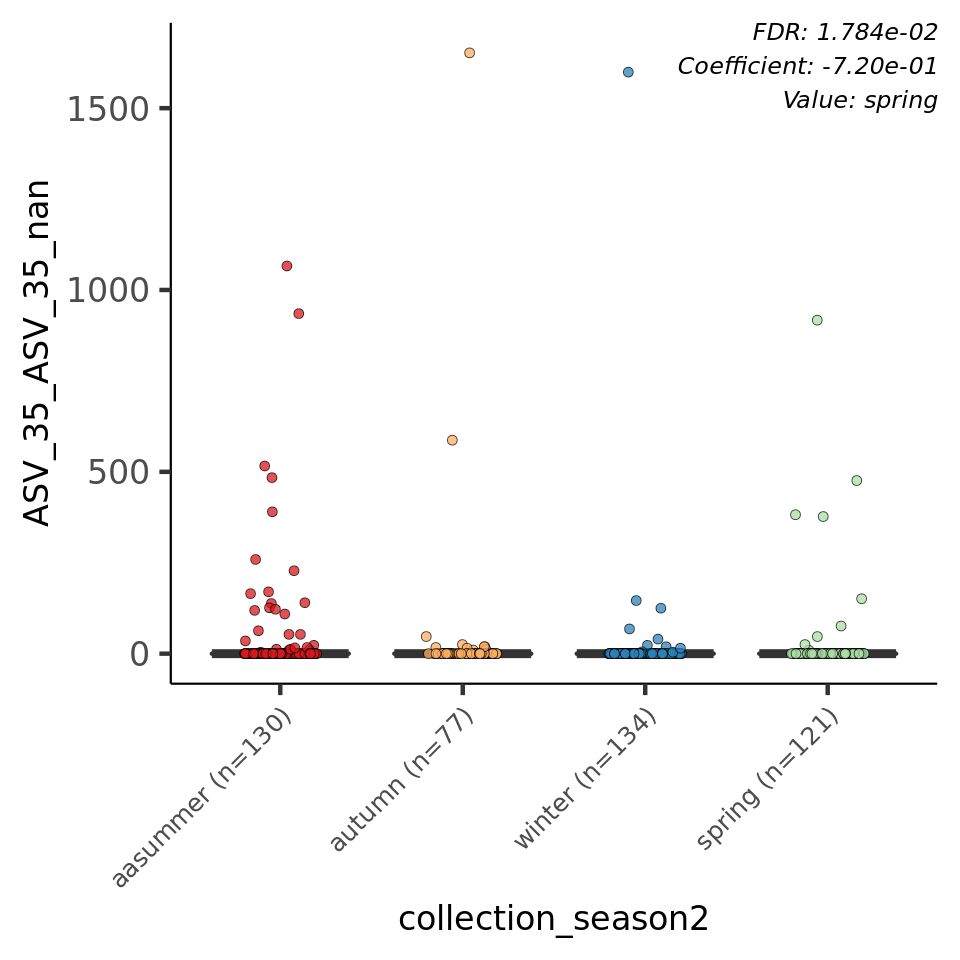 FDR: 1.784e-02
Coefficient: -7.20e-01
Value: spring
ASV_35_ASV_35_nan
1500
1000
500
0
aasummer (n=130)
autumn (n=77)
winter (n=134)
spring (n=121)
collection_season2